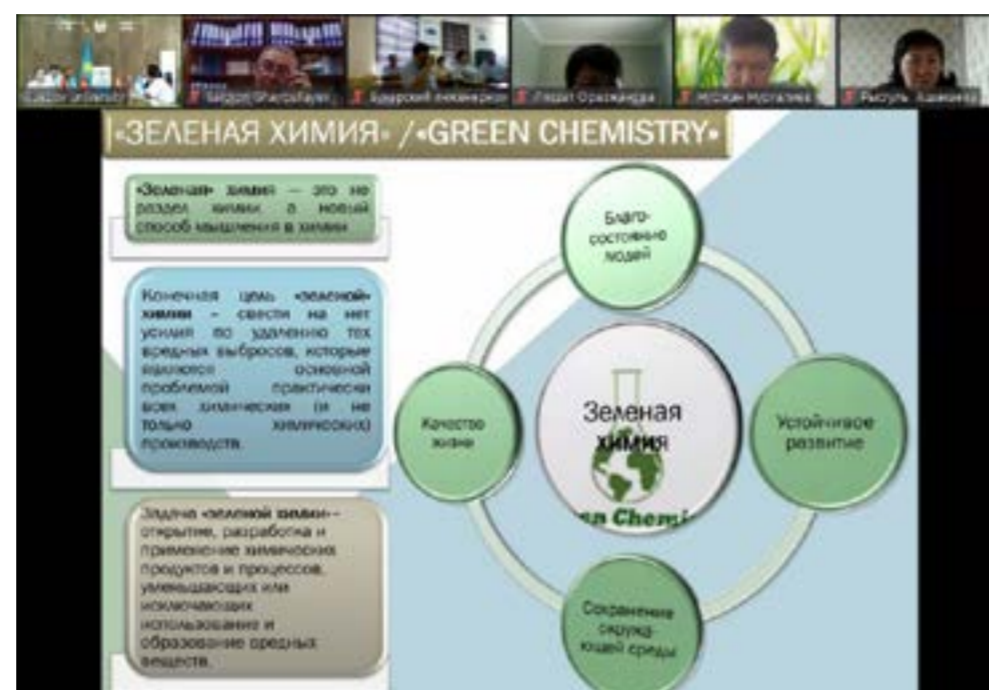 «ЗЕЛЕНАЯ ХИМИЯ» /«GREEN CHEMISTRY»
«Зеленая» химия — это не
раздел химии, а новый
способ мышления в химии
Конечная цель «зеленой»
химии – свести на нет
усилия по удалению тех
вредных выбросов, которые
являются основной
проблемой практически
всех химических (и не
только химических)
производств.
Задача «зеленой химии»–
открытие, разработка и
применение химических
продуктов и процессов,
уменьшающих или
исключающих
использование и
образование вредных
веществ.
Благо-
состояние
людей
Качество
жизни
Зеленая
химия
en Chemi
Устойчивое
развитие
Сохранение
окружа-
ющей среды